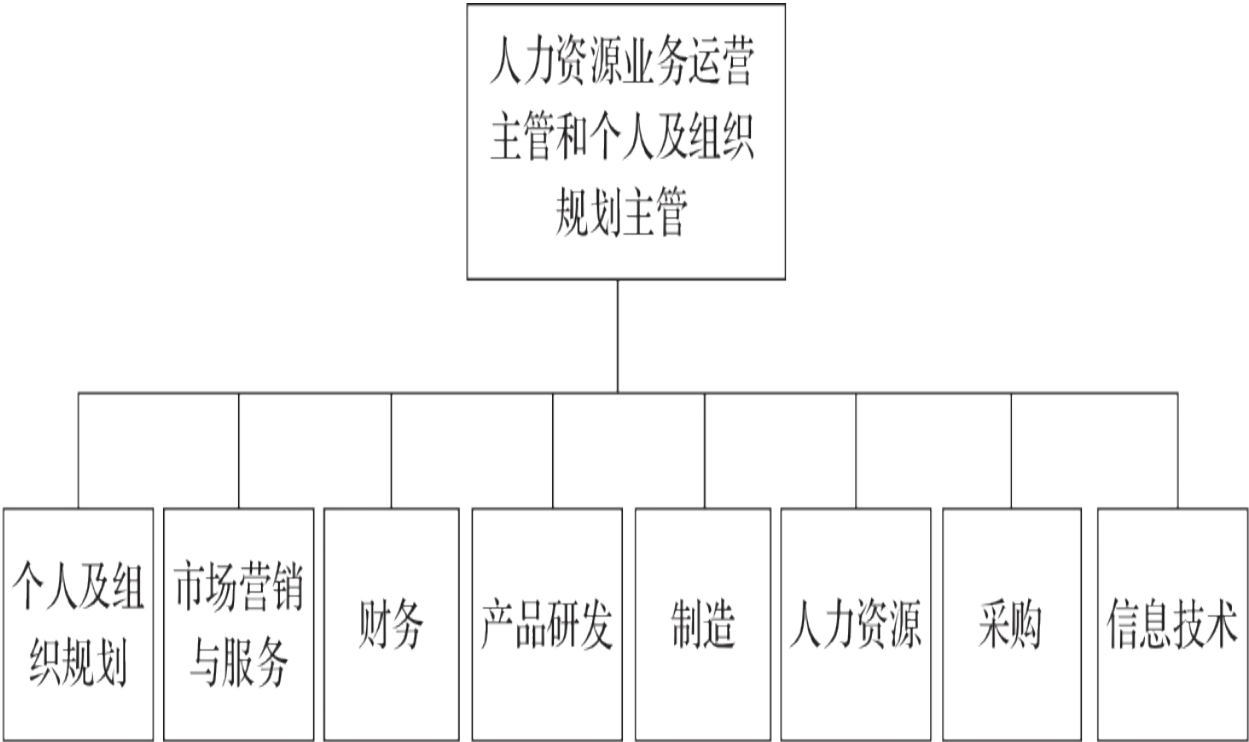 人力资源业务运营
主管和个人及组织
规划主管
个人及组
织规划
市场营销
与服务
财务
产品研发
制造
人力资源
采购
信息技术